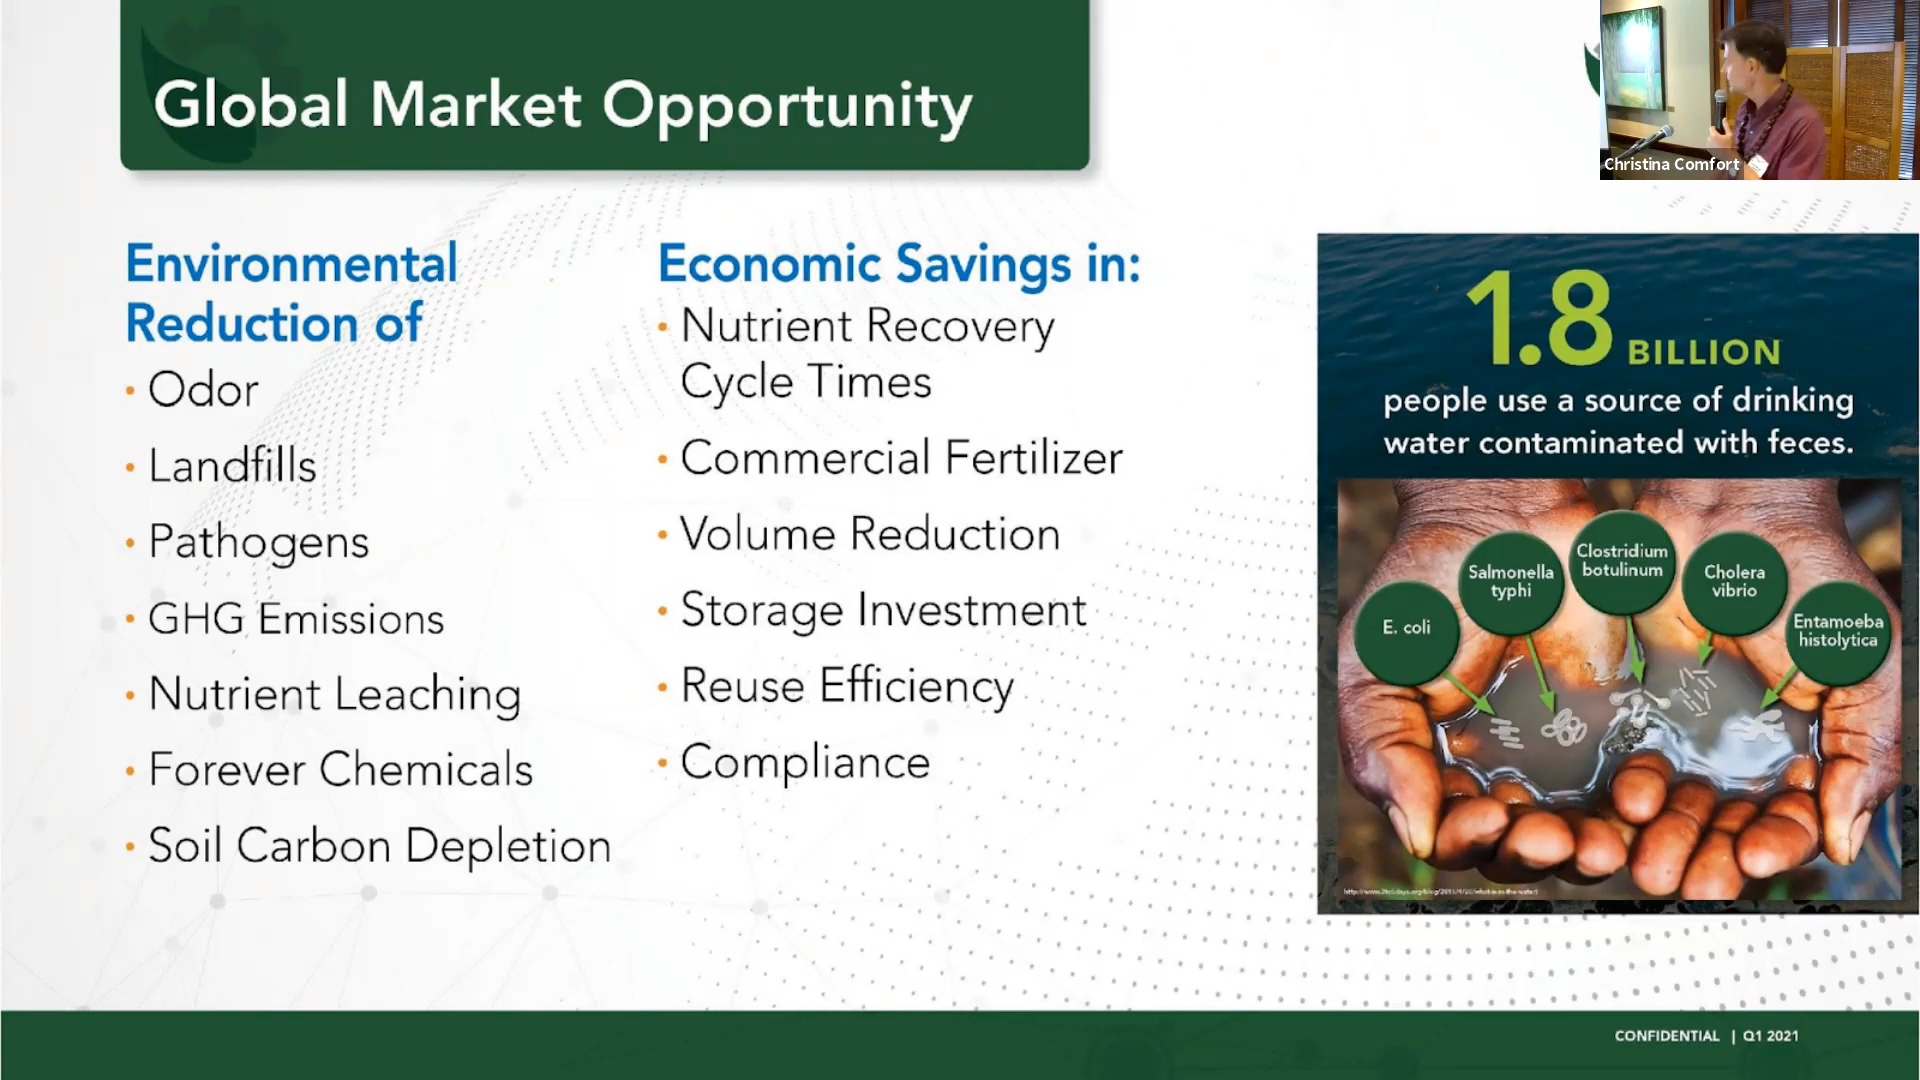 Global Market Opportunity
Christina Comfort
Environmental
Reduction of
• Odor
• Landfills
• Pathogens
• GHG Emissions
• Nutrient Leaching
• Forever Chemicals
• Soil Carbon Depletion
Economic Savings in:
• Nutrient Recovery
Cycle Times
• Commercial Fertilizer
• Volume Reduction
• Storage Investment
• Reuse Efficiency
• Compliance
1.8 BILLION
people use a source of drinking
water contaminated with feces.
E. coli
Salmonella
typhi
Clostridium
botulinum
Cholera
vibrio
Entamoeba
histolytica
CONFIDENTIAL | Q1 2021